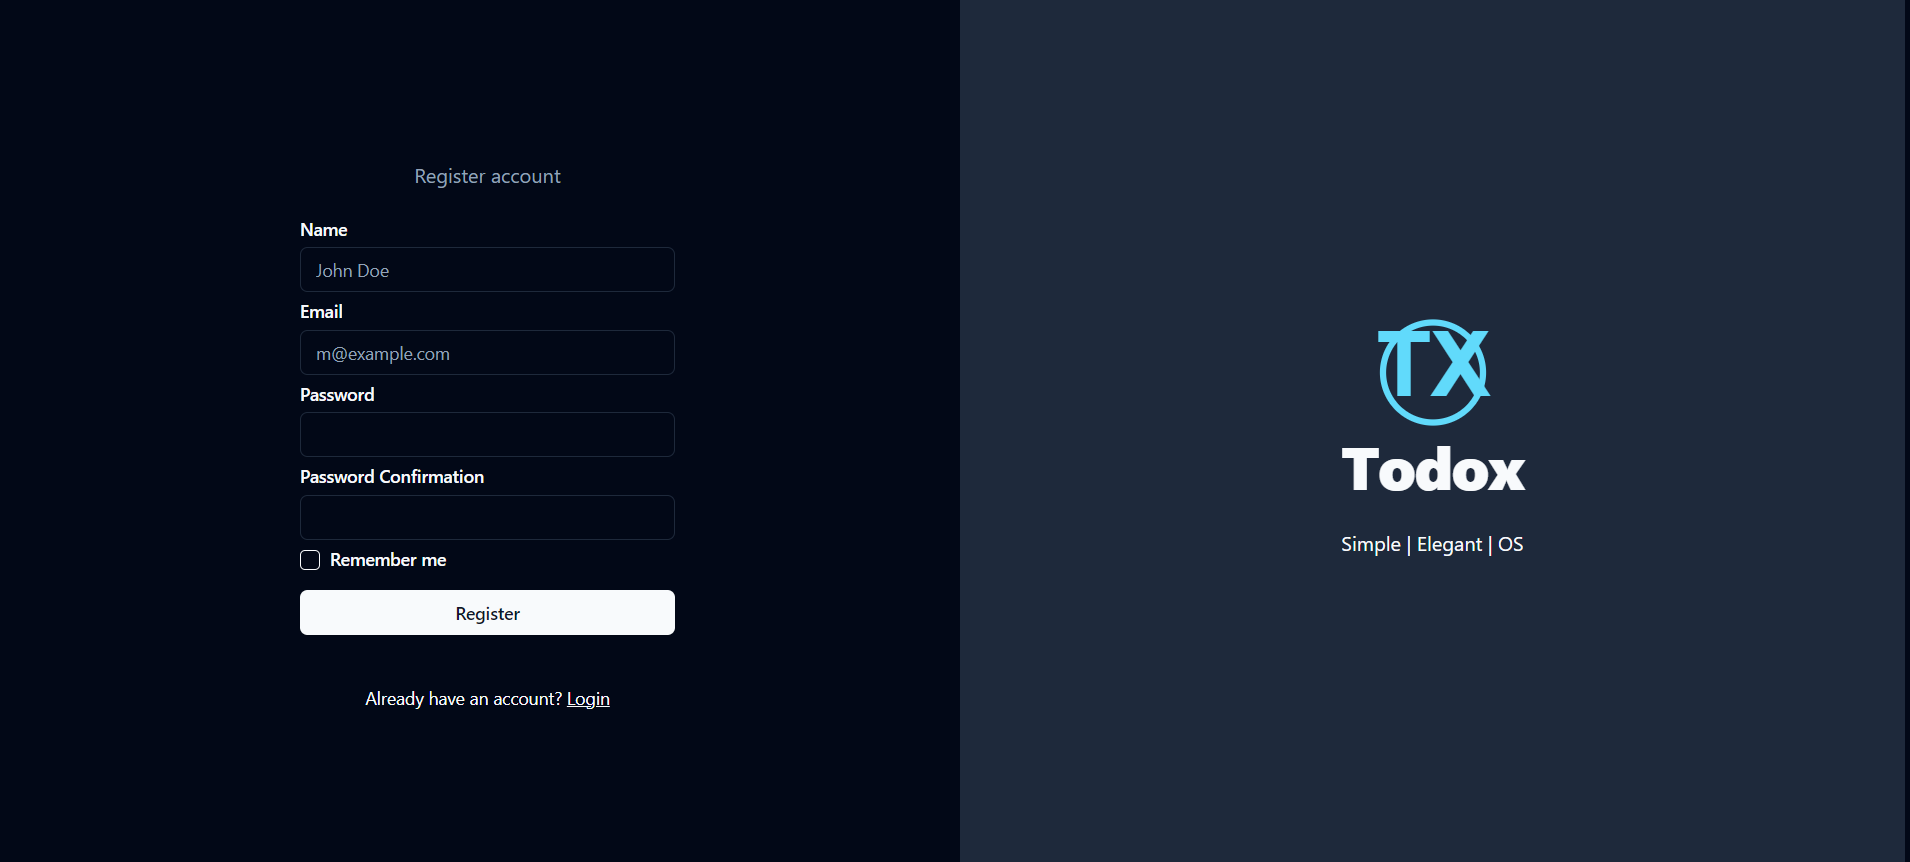 Register account
Name
John Doe
Email
m@example.com
Password
Password Confirmation
Remember me
Register
Already have an account? Login
TX
Todox
Simple | Elegant | OS